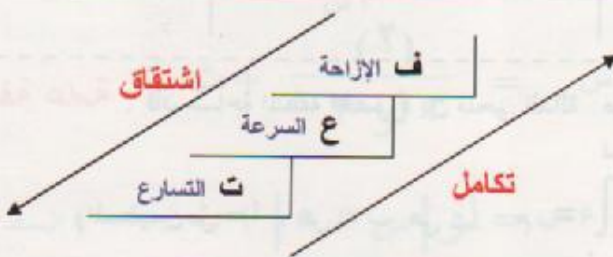 ف الإزاحة
اشتقاق
ع السرعة
ت التسارع
تكامل